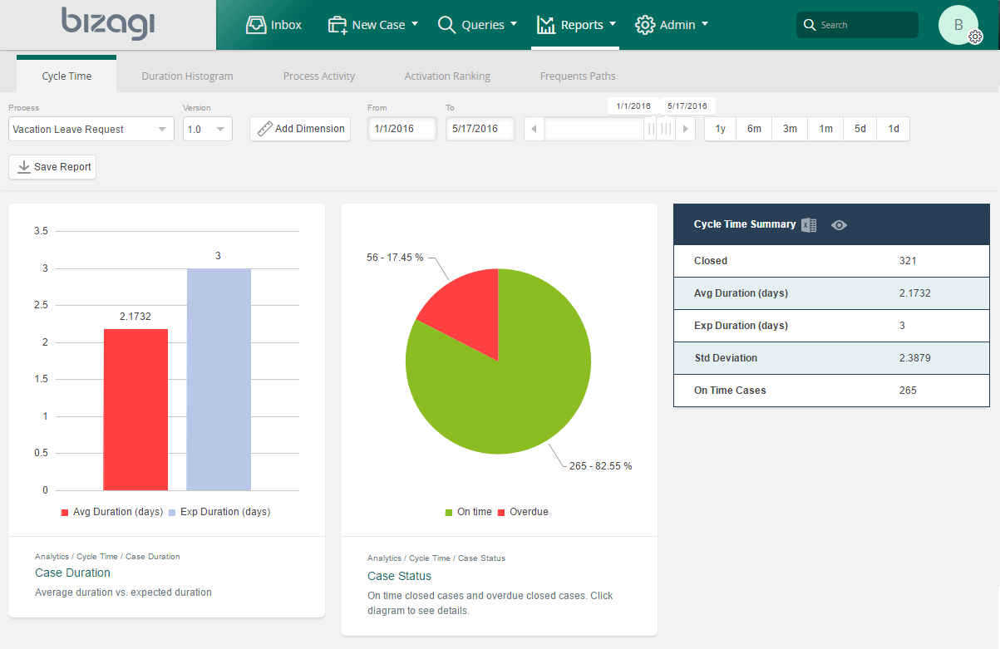 bizagi
Inbox
New Case
Queries
Reports
Admin
Search
B
Cycle Time
Duration Histogram
Process Activity
Activation Ranking
Frequents Paths
Process
Version
From
To
1/1/2016
5/17/2016
Vacation Leave Request
1.0
Add Dimension
1/1/2016
5/17/2016
1y
6m
3m
1m
5d
1d
Save Report
3.5
3
2.5
2
1.5
1
0.5
0
2.1732
3
Avg Duration (days)
Exp Duration (days)
Analytics / Cycle Time / Case Duration
Case Duration
Average duration vs. expected duration
56 - 17.45 %
265 - 82.55 %
On time
Overdue
Analytics / Cycle Time / Case Status
Case Status
On time closed cases and overdue closed cases. Click
diagram to see details.
Cycle Time Summary
Closed 321
Avg Duration (days) 2.1732
Exp Duration (days) 3
Std Deviation 2.3879
On Time Cases 265